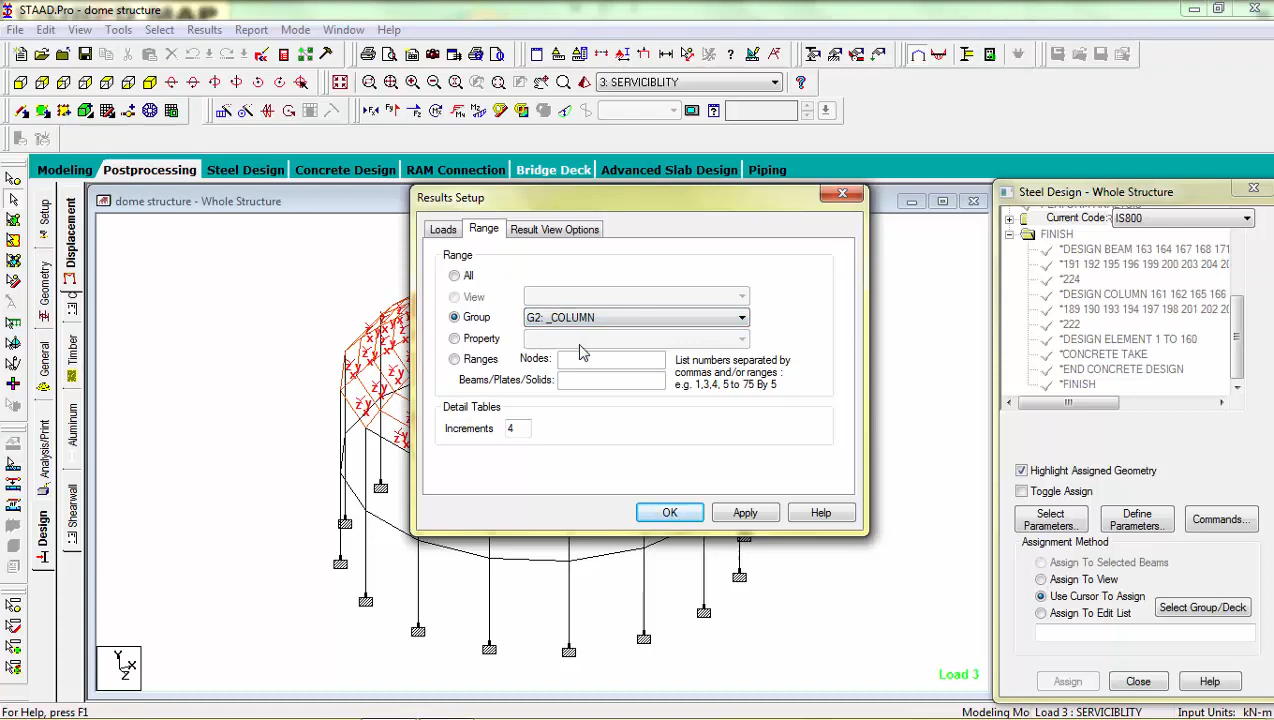 STAAD.Pro - dome structure
File Edit View Tools Select Results Report Mode Window Help
3: SERVICIBLITY
Modeling Postprocessing Steel Design Concrete Design RAM Connection Bridge Deck Advanced Slab Design Piping
dome structure - Whole Structure
Setup
Geometry
General
Analysis/Print
Design
Displacement
Timber
Aluminum
Shearwall
Load 3
Results Setup
Loads Range Result View Options
Range
All
View
Group G2: _COLUMN
Property
Ranges Nodes: List numbers separated by
commas and/or ranges :
Beams/Plates/Solids: e.g. 1,3,4, 5 to 75 By 5
Detail Tables
Increments 4
OK Apply Help
Steel Design - Whole Structure
Current Code: IS800
FINISH
*DESIGN BEAM 163 164 167 168 171
*191 192 195 196 199 200 203 204 20
*224
*DESIGN COLUMN 161 162 165 166
*189 190 193 194 197 198 201 202 20
*222
*DESIGN ELEMENT 1 TO 160
*CONCRETE TAKE
*END CONCRETE DESIGN
*FINISH
Highlight Assigned Geometry
Toggle Assign
Select
Parameters..
Define
Parameters...
Commands...
Assignment Method
Assign To Selected Beams
Assign To View
Use Cursor To Assign
Assign To Edit List
Select Group/Deck
Assign Close Help
For Help, press F1 Modeling Mo Load 3 : SERVICIBLITY Input Units: kN-m